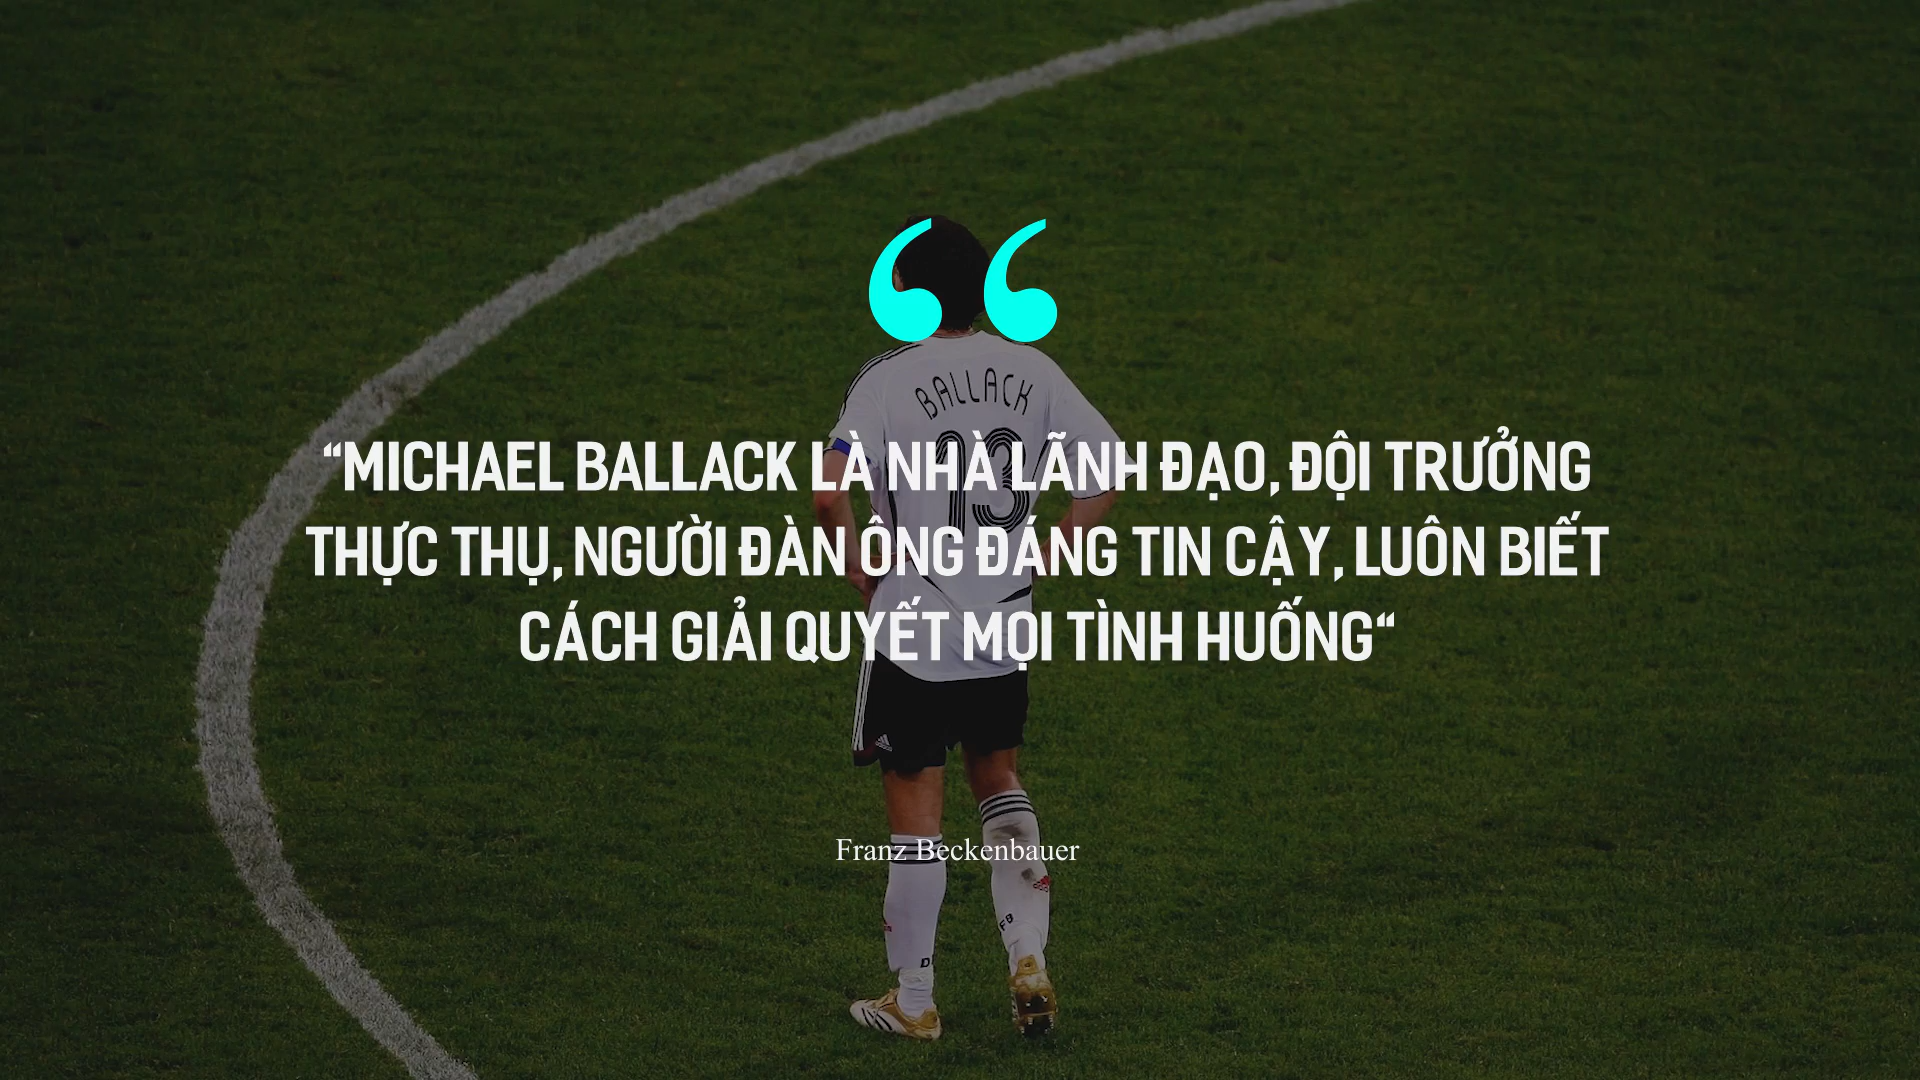 BALLACK
13
“MICHAEL BALLACK LÀ NHÀ LÃNH ĐẠO, ĐỘI TRƯỞNG
THỰC THỤ, NGƯỜI ĐÀN ÔNG ĐÁNG TIN CẬY, LUÔN BIẾT
CÁCH GIẢI QUYẾT MỌI TÌNH HUỐNG“
Franz Beckenbauer